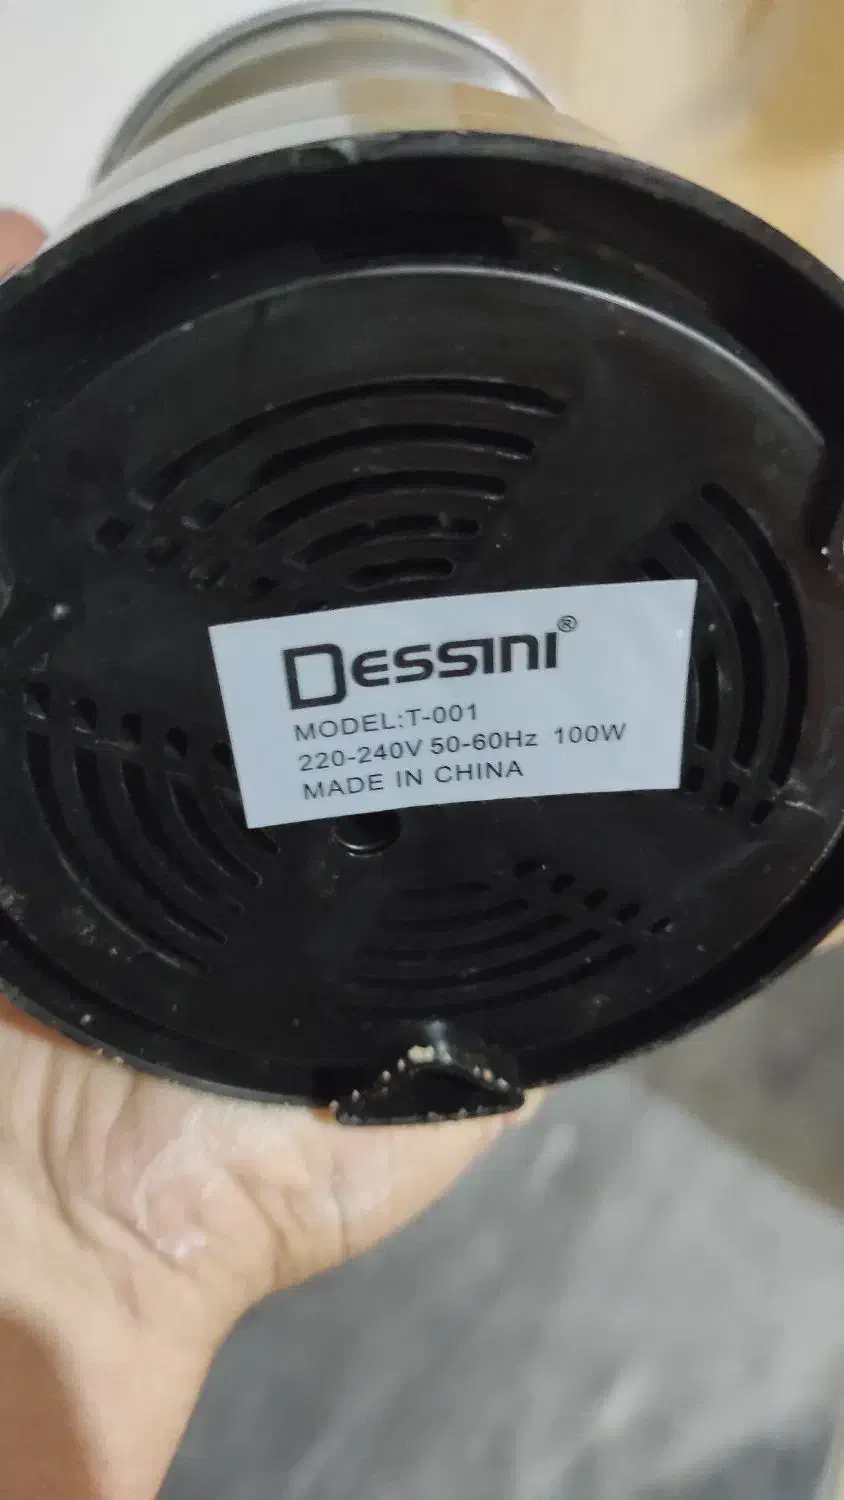 DESSINI®
MODEL:T-001
220-240V 50-60Hz 100W
MADE IN CHINA